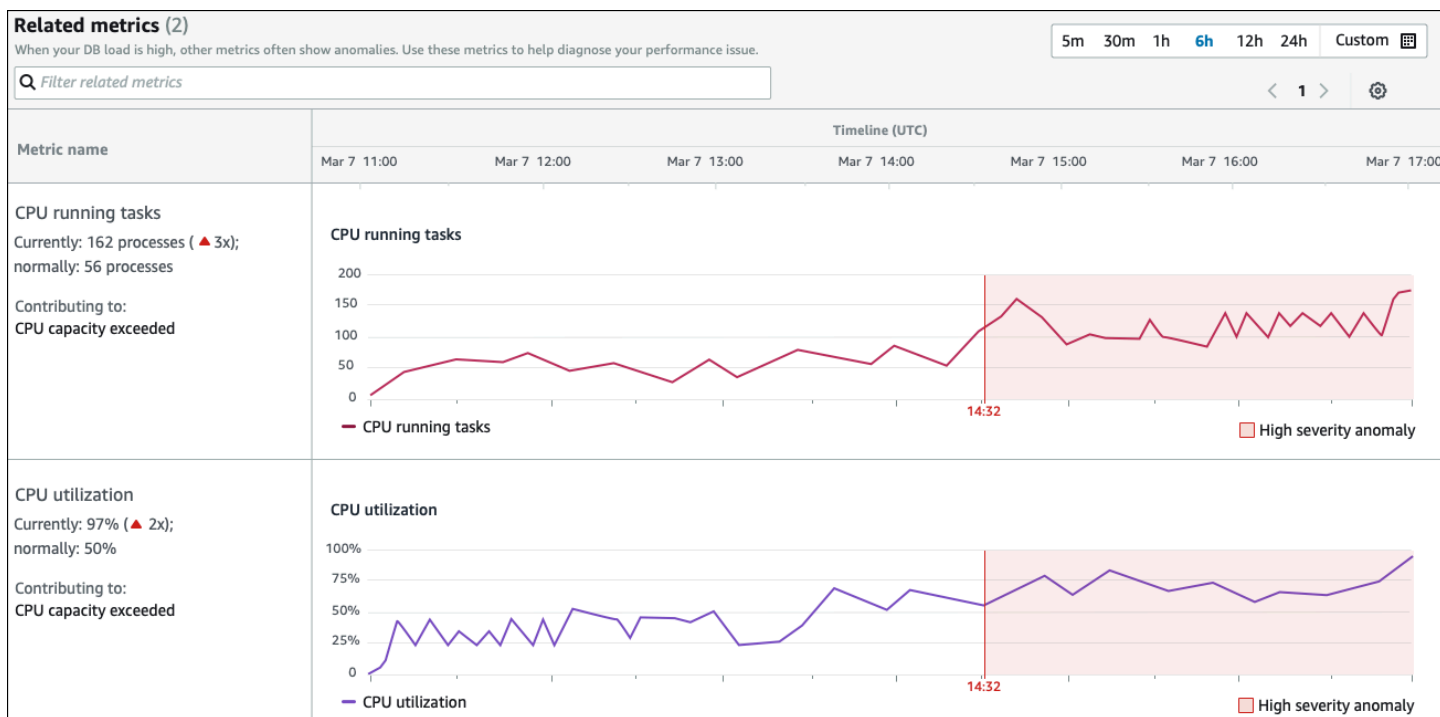 Related metrics (2)
When your DB load is high, other metrics often show anomalies. Use these metrics to help diagnose your performance issue.
5m 30m 1h 6h 12h 24h Custom
Filter related metrics
1
Metric name
Timeline (UTC)
Mar 7 11:00 Mar 7 12:00 Mar 7 13:00 Mar 7 14:00 Mar 7 15:00 Mar 7 16:00 Mar 7 17:00
CPU running tasks
Currently: 162 processes ( ▲ 3x);
normally: 56 processes
Contributing to:
CPU capacity exceeded
CPU running tasks
200
150
100
50
0
14:32
CPU running tasks
High severity anomaly
CPU utilization
Currently: 97% (▲ 2x);
normally: 50%
Contributing to:
CPU capacity exceeded
CPU utilization
100%
75%
50%
25%
0
14:32
CPU utilization
High severity anomaly